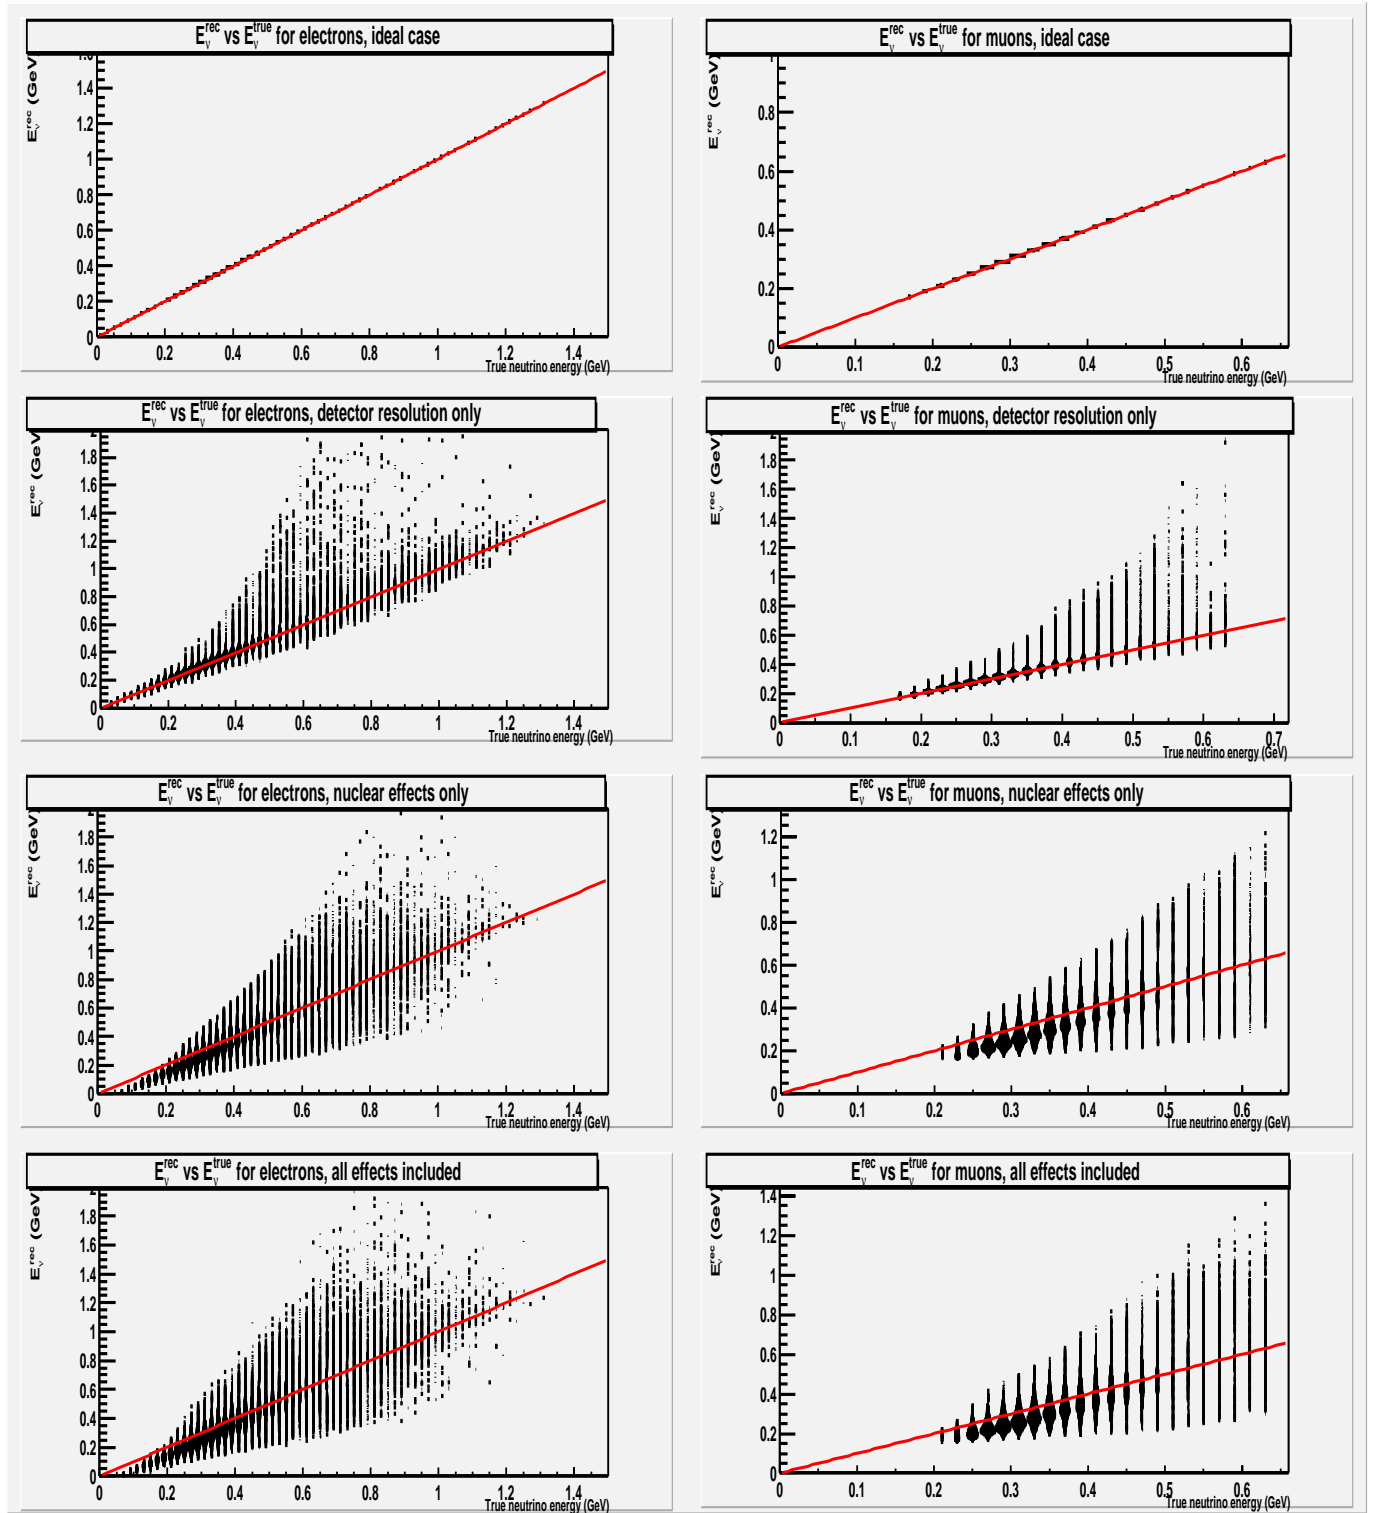 E_ν^rec vs E_ν^true for electrons, ideal case
E_ν^rec (GeV)
1.4
1.2
1
0.8
0.6
0.4
0.2
0
0 0.2 0.4 0.6 0.8 1 1.2 1.4
True neutrino energy (GeV)
E_ν^rec vs E_ν^true for muons, ideal case
E_ν^rec (GeV)
1
0.8
0.6
0.4
0.2
0
0 0.1 0.2 0.3 0.4 0.5 0.6
True neutrino energy (GeV)
E_ν^rec vs E_ν^true for electrons, detector resolution only
E_ν^rec (GeV)
1.8
1.6
1.4
1.2
1
0.8
0.6
0.4
0.2
0
0 0.2 0.4 0.6 0.8 1 1.2 1.4
True neutrino energy (GeV)
E_ν^rec vs E_ν^true for muons, detector resolution only
E_ν^rec (GeV)
1.8
1.6
1.4
1.2
1
0.8
0.6
0.4
0.2
0
0 0.1 0.2 0.3 0.4 0.5 0.6 0.7
True neutrino energy (GeV)
E_ν^rec vs E_ν^true for electrons, nuclear effects only
E_ν^rec (GeV)
1.8
1.6
1.4
1.2
1
0.8
0.6
0.4
0.2
0
0 0.2 0.4 0.6 0.8 1 1.2 1.4
True neutrino energy (GeV)
E_ν^rec vs E_ν^true for muons, nuclear effects only
E_ν^rec (GeV)
1.2
1
0.8
0.6
0.4
0.2
0
0 0.1 0.2 0.3 0.4 0.5 0.6
True neutrino energy (GeV)
E_ν^rec vs E_ν^true for electrons, all effects included
E_ν^rec (GeV)
1.8
1.6
1.4
1.2
1
0.8
0.6
0.4
0.2
0
0 0.2 0.4 0.6 0.8 1 1.2 1.4
True neutrino energy (GeV)
E_ν^rec vs E_ν^true for muons, all effects included
E_ν^rec (GeV)
1.4
1.2
1
0.8
0.6
0.4
0.2
0
0 0.1 0.2 0.3 0.4 0.5 0.6
True neutrino energy (GeV)